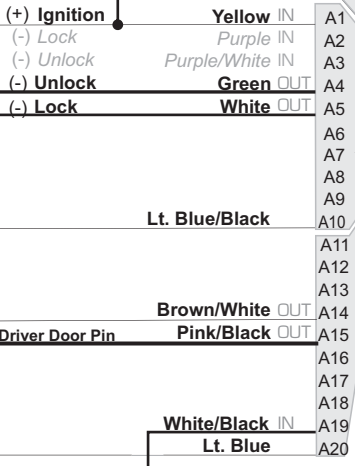 (+) Ignition Yellow IN A1
(-) Lock Purple IN A2
(-) Unlock Purple/White IN A3
(-) Unlock Green OUT A4
(-) Lock White OUT A5
A6
A7
A8
A9
Lt. Blue/Black A10
A11
A12
A13
Brown/White OUT A14
Driver Door Pin Pink/Black OUT A15
A16
A17
A18
White/Black IN A19
Lt. Blue A20